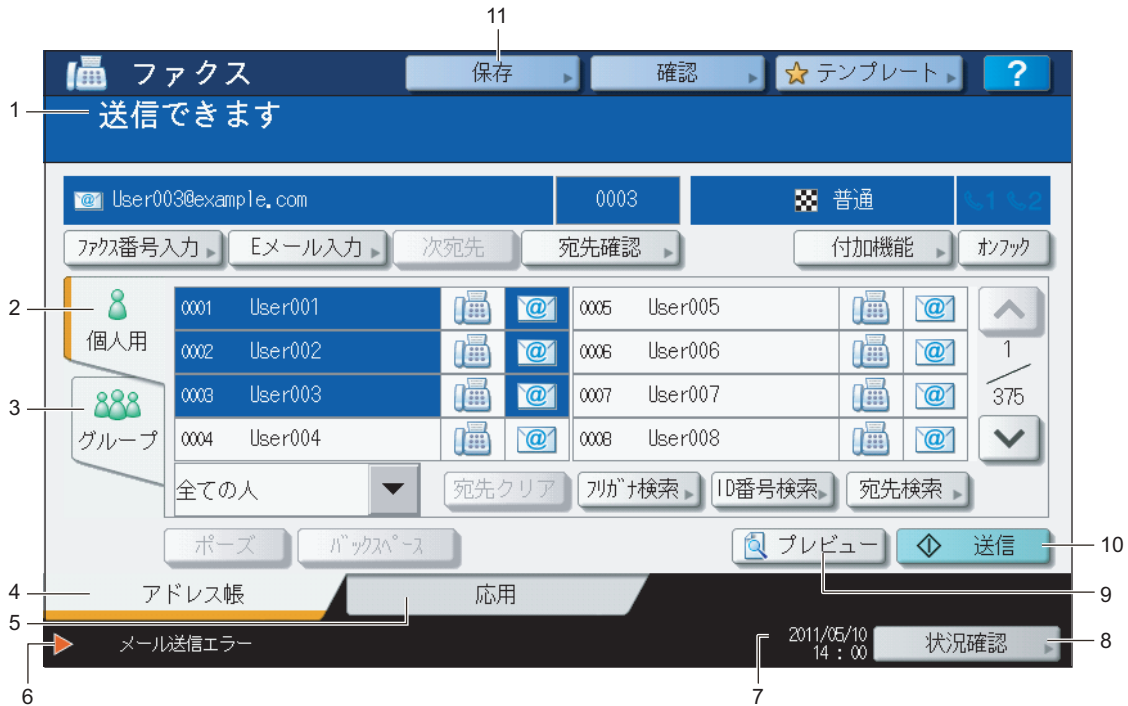 11
ファクス 保存 確認 テンプレート ?
1 送信できます
User003@example.com 0003 普通 1 2
ﾌｧｸｽ番号入力 Eメール入力 次宛先 宛先確認 付加機能 ｵﾝﾌｯｸ
2 個人用
0001 User001 @ 0005 User005 @
0002 User002 @ 0006 User006 @
1
375
0003 User003 @ 0007 User007 @
3 グループ
0004 User004 @ 0008 User008 @
全ての人 宛先クリア ﾌﾘｶﾞﾅ検索 ID番号検索 宛先検索
ポーズ ﾊﾞｯｸｽﾍﾟｰｽ プレビュー 送信 10
4 アドレス帳 応用 9
5
メール送信エラー 7 2011/05/10
14 : 00 状況確認 8
6